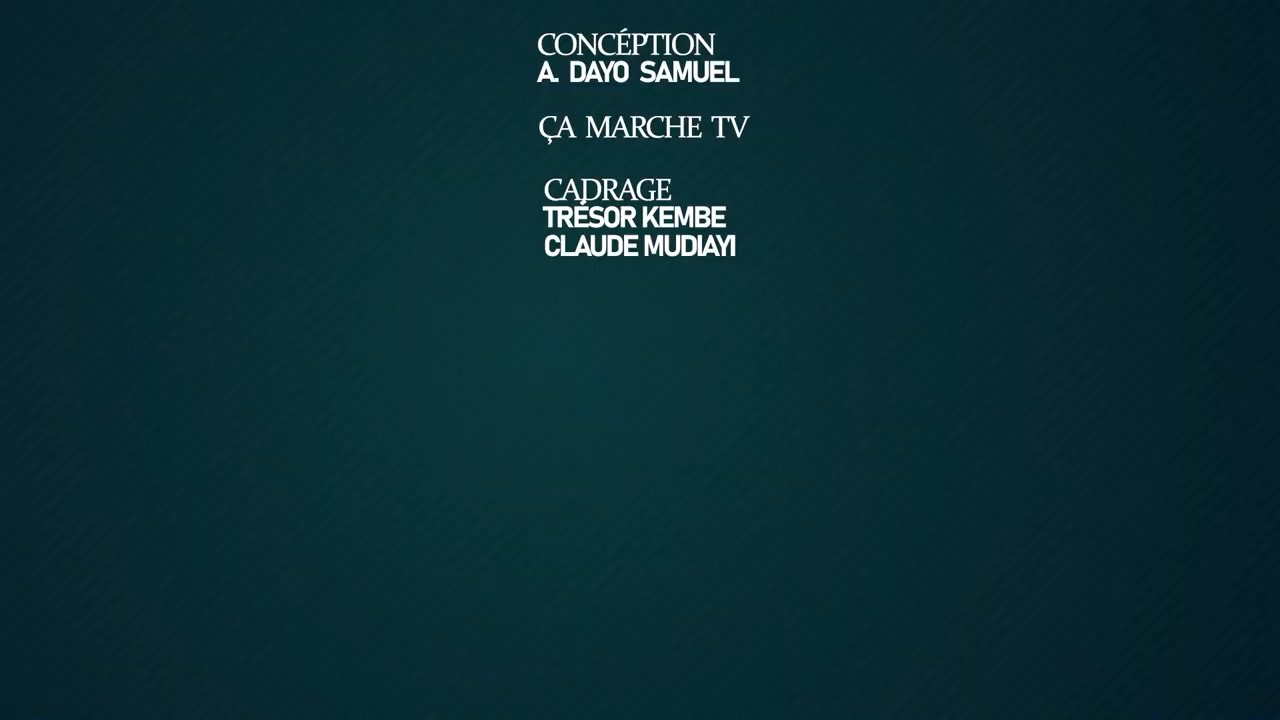 CONCÉPTION
A. DAYO SAMUEL
ÇA MARCHE TV
CADRAGE
TRÉSOR KEMBE
CLAUDE MUDIAYI